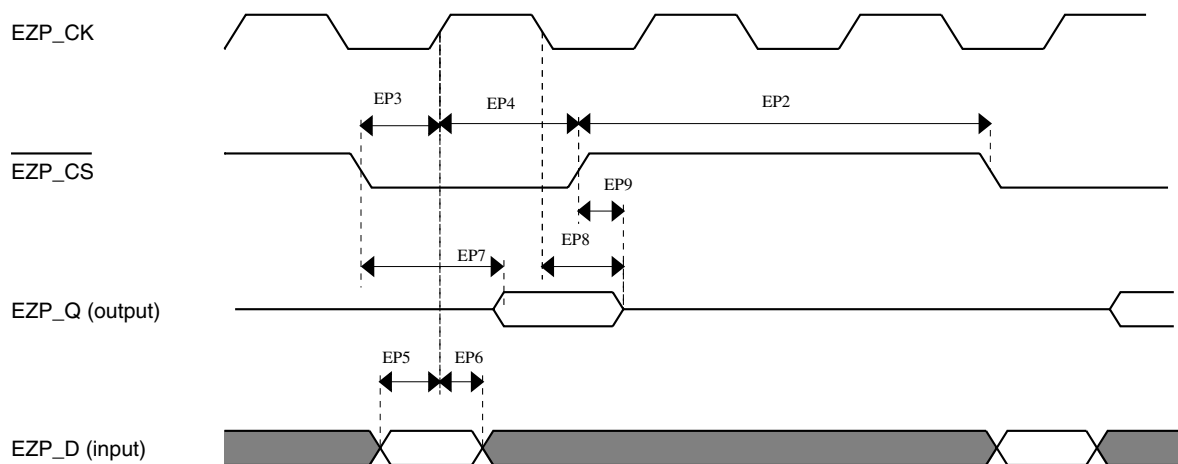 EZP_CK
EP3
EP4
EP2
EZP_CS
EP9
EP8
EP7
EZP_Q (output)
EP5
EP6
EZP_D (input)